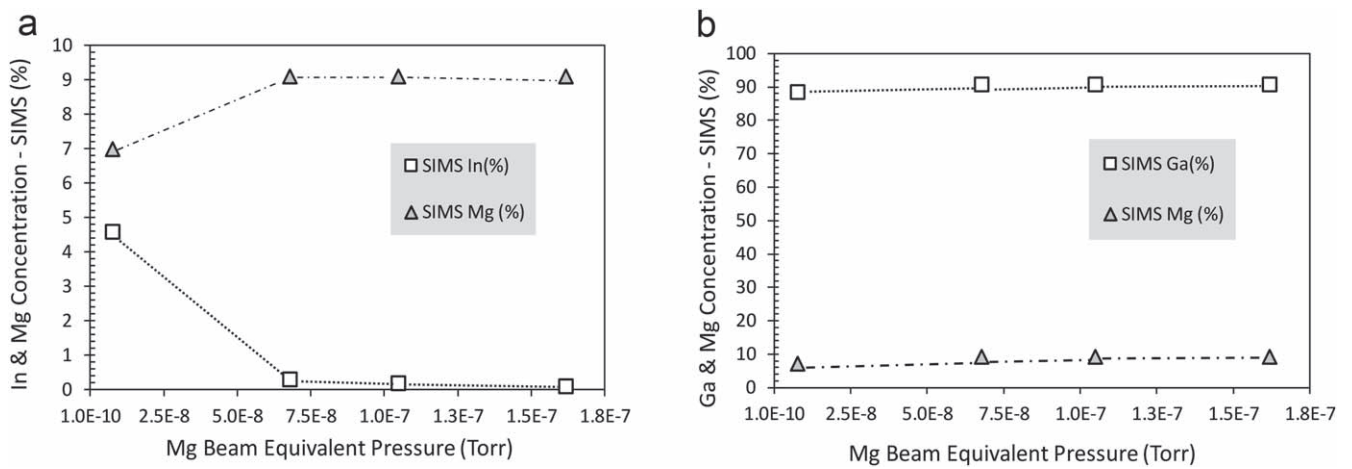 a
In & Mg Concentration - SIMS (%)
10
9
8
7
6
5
4
3
2
1
0
SIMS In(%)
SIMS Mg (%)
1.0E-10 2.5E-8 5.0E-8 7.5E-8 1.0E-7 1.3E-7 1.5E-7 1.8E-7
Mg Beam Equivalent Pressure (Torr)
b
Ga & Mg Concentration - SIMS (%)
100
90
80
70
60
50
40
30
20
10
0
SIMS Ga(%)
SIMS Mg (%)
1.0E-10 2.5E-8 5.0E-8 7.5E-8 1.0E-7 1.3E-7 1.5E-7 1.8E-7
Mg Beam Equivalent Pressure (Torr)